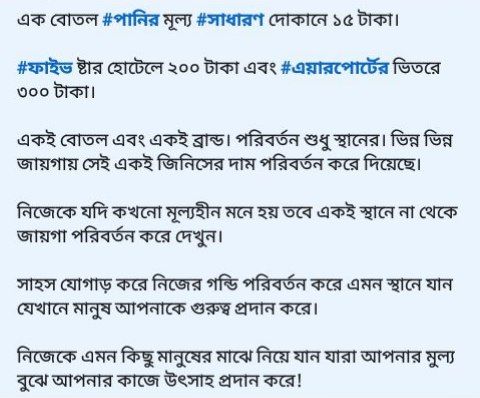 এক বোতল #পানির মূল্য #সাধারণ দোকানে ১৫ টাকা।
#ফাইভ ষ্টার হোটেলে ২০০ টাকা এবং #এয়ারপোর্টের ভিতরে
৩০০ টাকা।
একই বোতল এবং একই ব্রান্ড। পরিবর্তন শুধু স্থানের। ভিন্ন ভিন্ন
জায়গায় সেই একই জিনিসের দাম পরিবর্তন করে দিয়েছে।
নিজেকে যদি কখনো মূল্যহীন মনে হয় তবে একই স্থানে না থেকে
জায়গা পরিবর্তন করে দেখুন।
সাহস যোগাড় করে নিজের গন্ডি পরিবর্তন করে এমন স্থানে যান
যেখানে মানুষ আপনাকে গুরুত্ব প্রদান করে।
নিজেকে এমন কিছু মানুষের মাঝে নিয়ে যান যারা আপনার মুল্য
বুঝে আপনার কাজে উৎসাহ প্রদান করে!